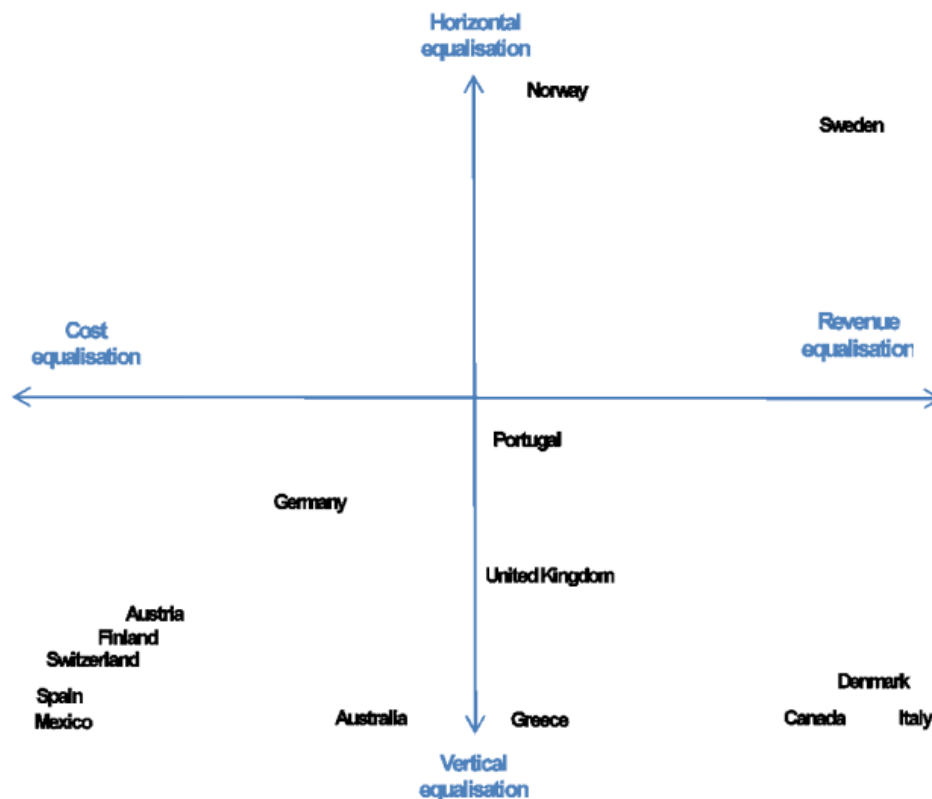 Horizontal
equalisation
Norway
Sweden
Cost
equalisation
Revenue
equalisation
Portugal
Germany
United Kingdom
Austria
Finland
Switzerland
Denmark
Spain
Mexico
Australia
Greece
Canada
Italy
Vertical
equalisation